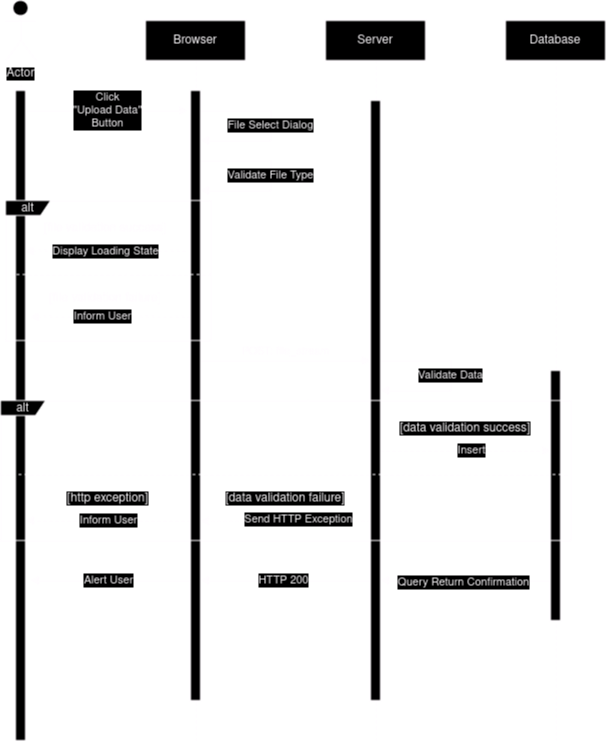 Browser
Server
Database
Actor
Click
"Upload Data"
Button
File Select Dialog
Validate File Type
alt
Display Loading State
Inform User
Validate Data
alt
[data validation success]
Insert
[http exception]
[data validation failure]
Inform User
Send HTTP Exception
Alert User
HTTP 200
Query Return Confirmation